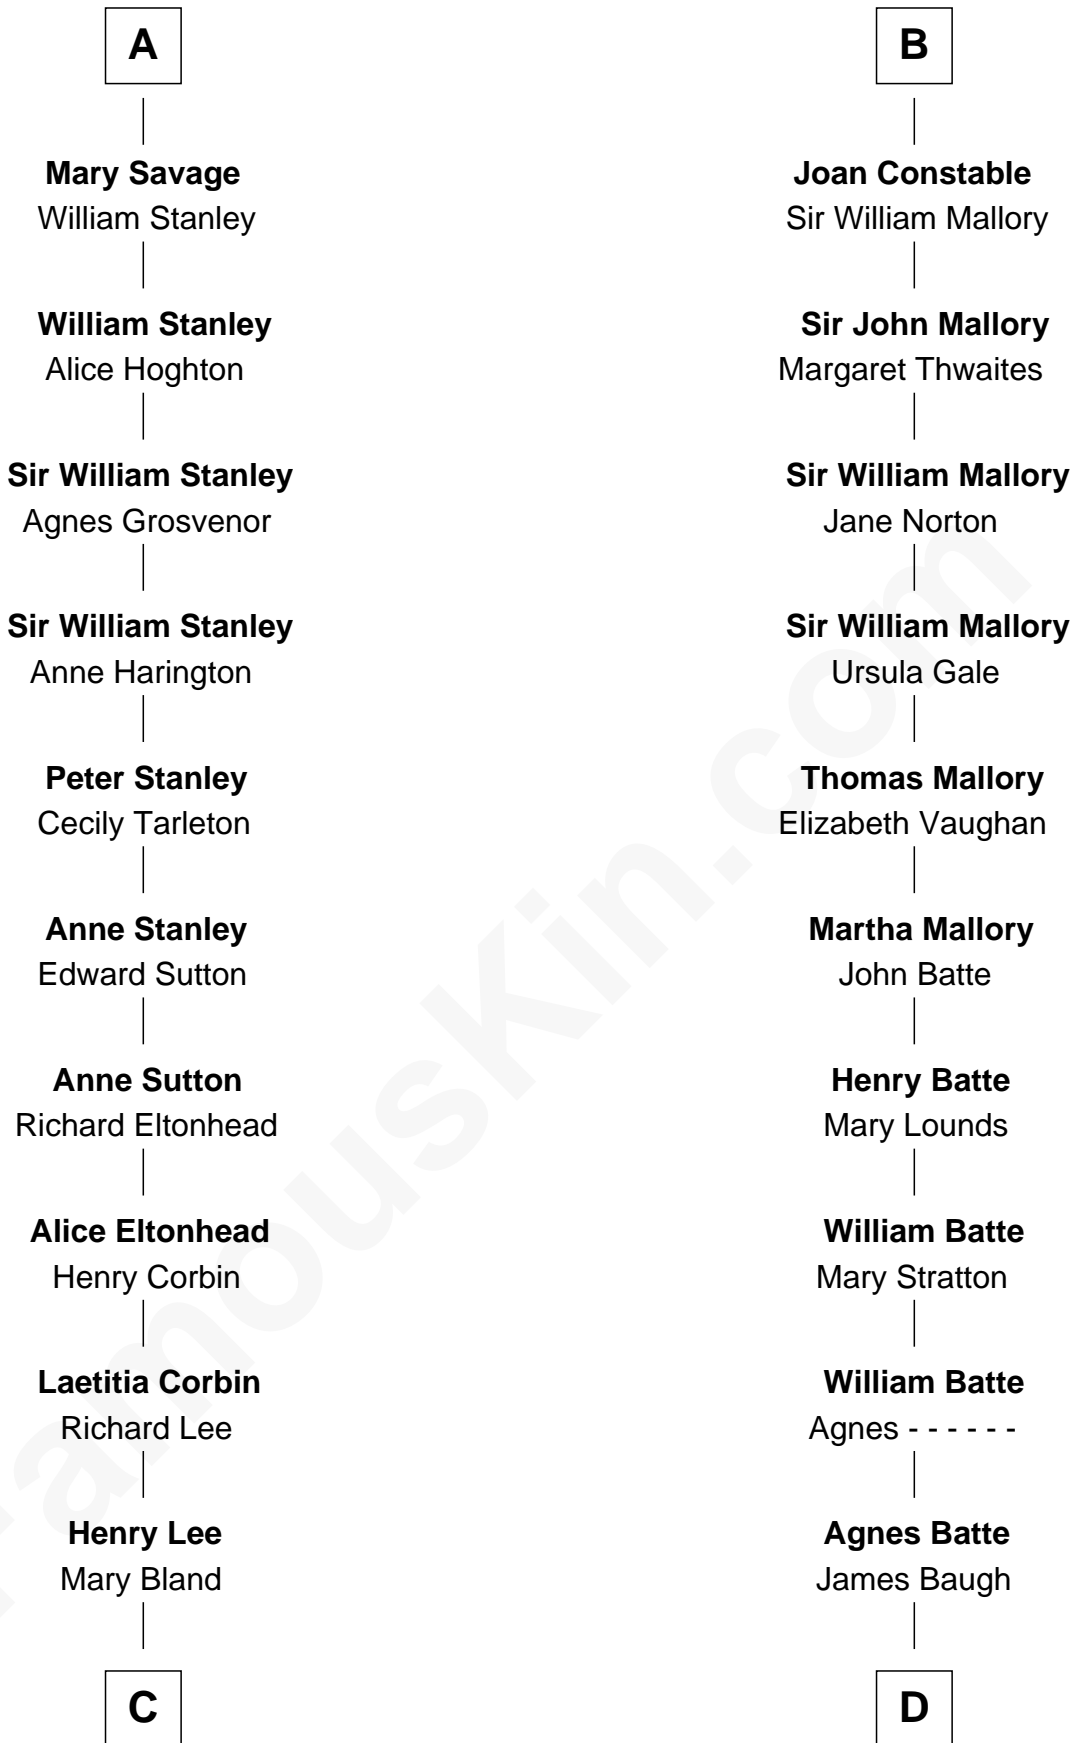 A
Mary Savage
William Stanley
William Stanley
Alice Hoghton
Sir William Stanley
Agnes Grosvenor
Sir William Stanley
Anne Harington
Peter Stanley
Cecily Tarleton
Anne Stanley
Edward Sutton
Anne Sutton
Richard Eltonhead
Alice Eltonhead
Henry Corbin
Laetitia Corbin
Richard Lee
Henry Lee
Mary Bland
C
B
Joan Constable
Sir William Mallory
Sir John Mallory
Margaret Thwaites
Sir William Mallory
Jane Norton
Sir William Mallory
Ursula Gale
Thomas Mallory
Elizabeth Vaughan
Martha Mallory
John Batte
Henry Batte
Mary Lounds
William Batte
Mary Stratton
William Batte
Agnes - - - - - -
Agnes Batte
James Baugh
D
FamousKin.com